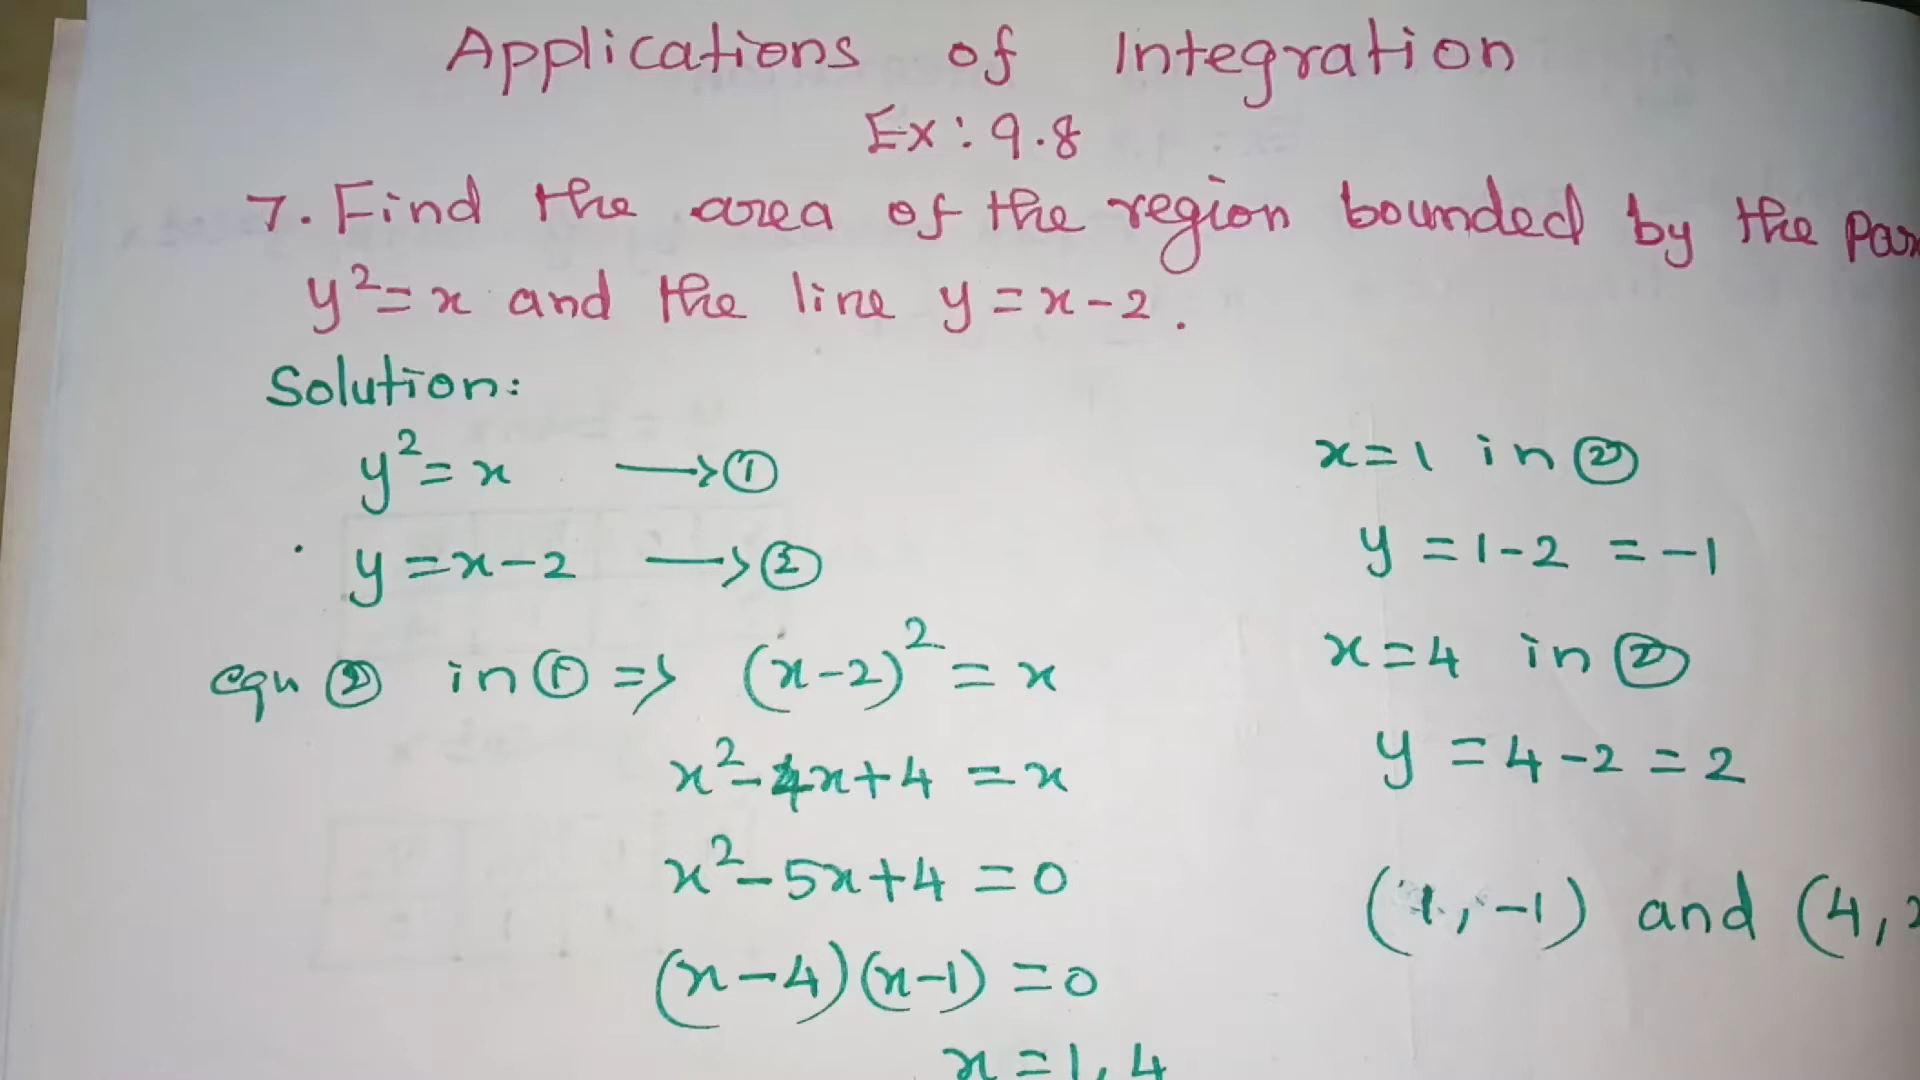 Applications of Integration
Ex: 9.8
7. Find the area of the region bounded by the
y²=x and the line y=x-2.
Solution:
y²=x →①
y=x-2 →②
equ ② in ① => (x-2)²=x
x²-4x+4=x
x²-5x+4=0
(x-4)(x-1)=0
x=1,4
x=1 in ②
y=1-2=-1
x=4 in ②
y=4-2=2
(1,-1) and (4,